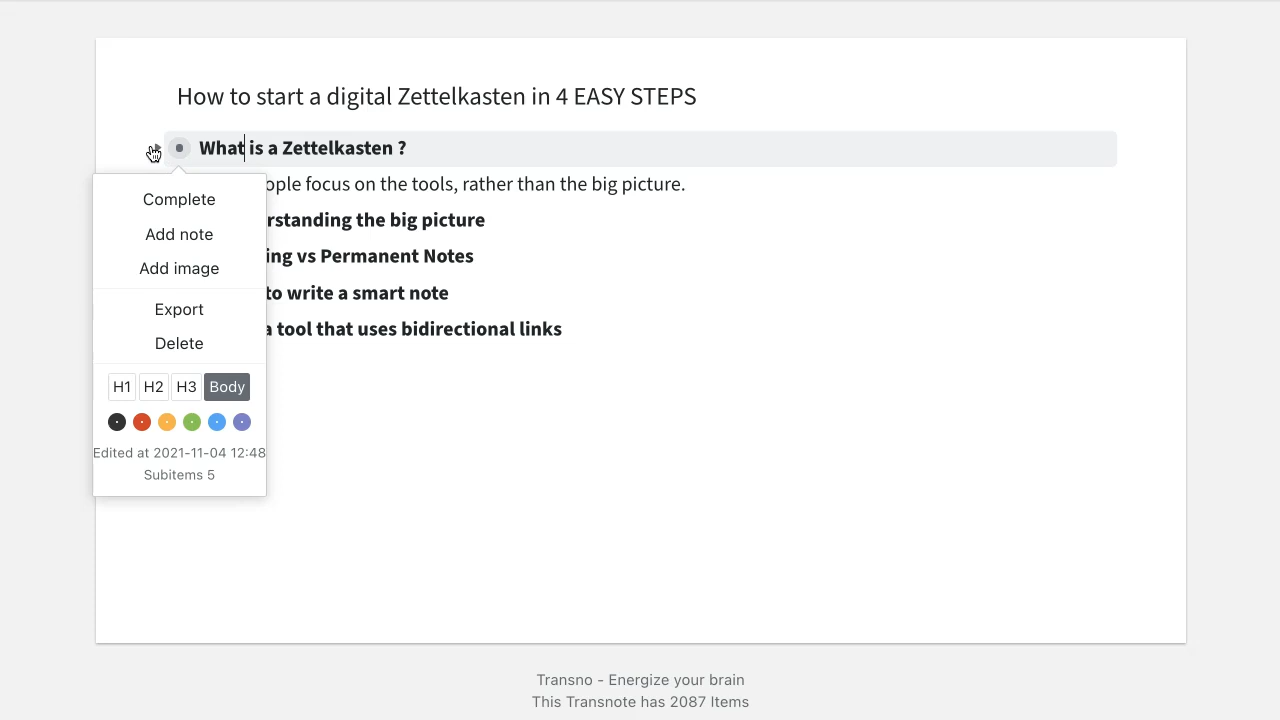 How to start a digital Zettelkasten in 4 EASY STEPS
What is a Zettelkasten ?
ople focus on the tools, rather than the big picture.
rstanding the big picture
ing vs Permanent Notes
to write a smart note
a tool that uses bidirectional links
Complete
Add note
Add image
Export
Delete
H1 H2 H3 Body
Edited at 2021-11-04 12:48
Subitems 5
Transno - Energize your brain
This Transnote has 2087 Items